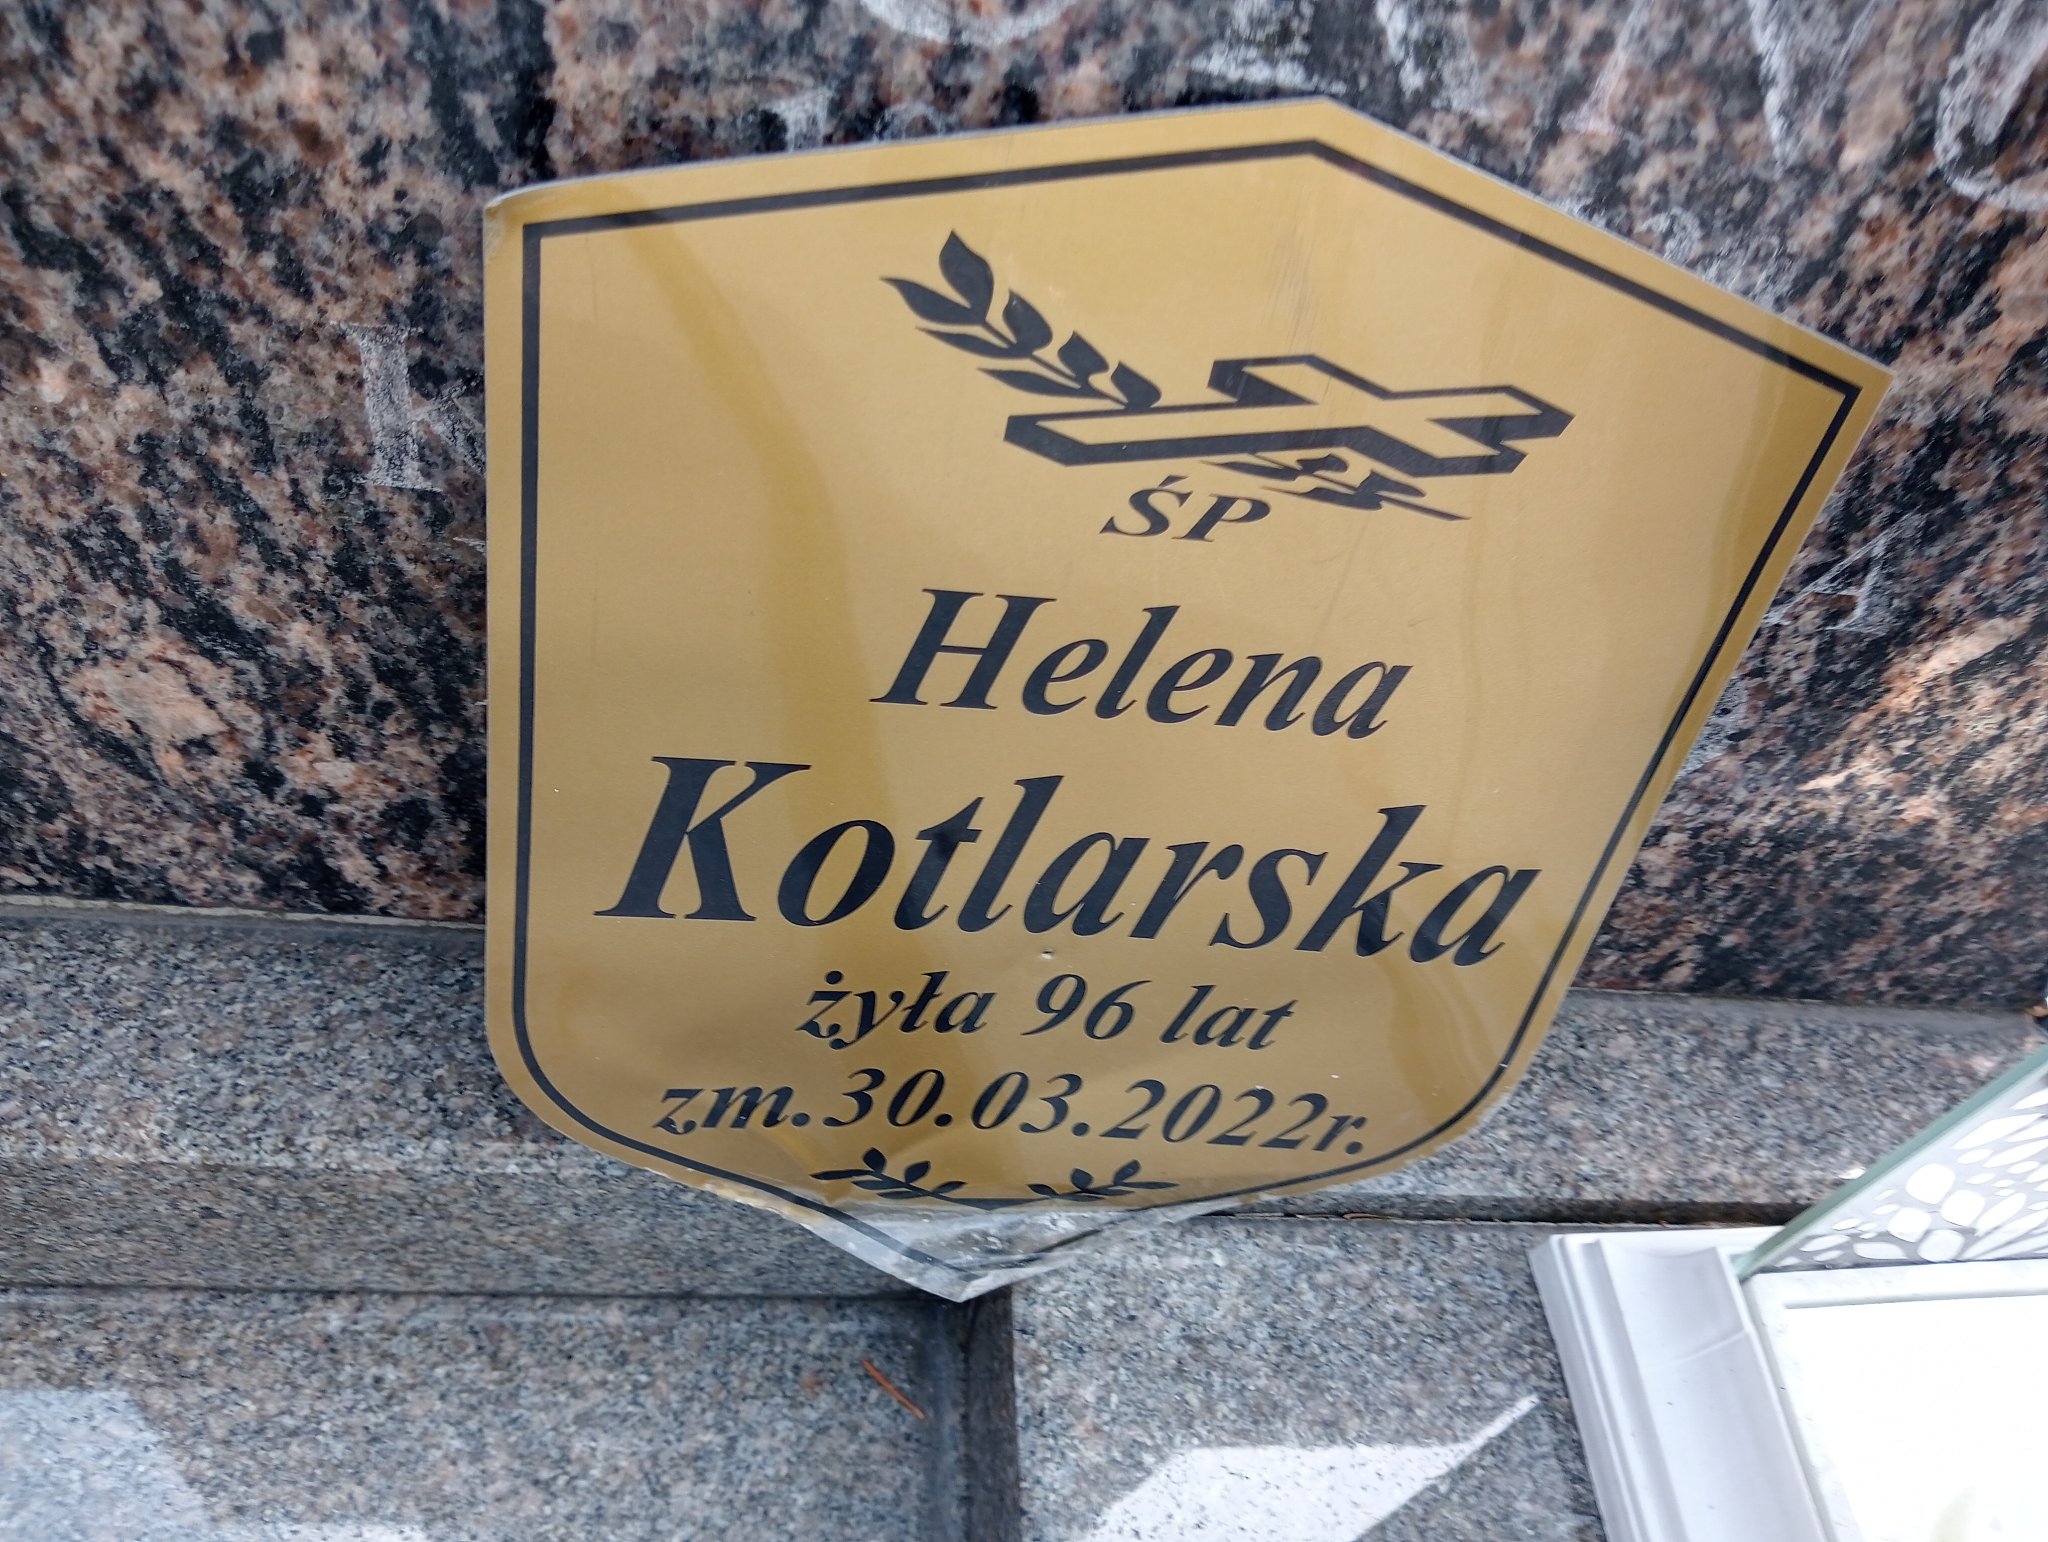 ŚP
Helena
Kotlarska
żyła 96 lat
zm. 30.03.2022r.